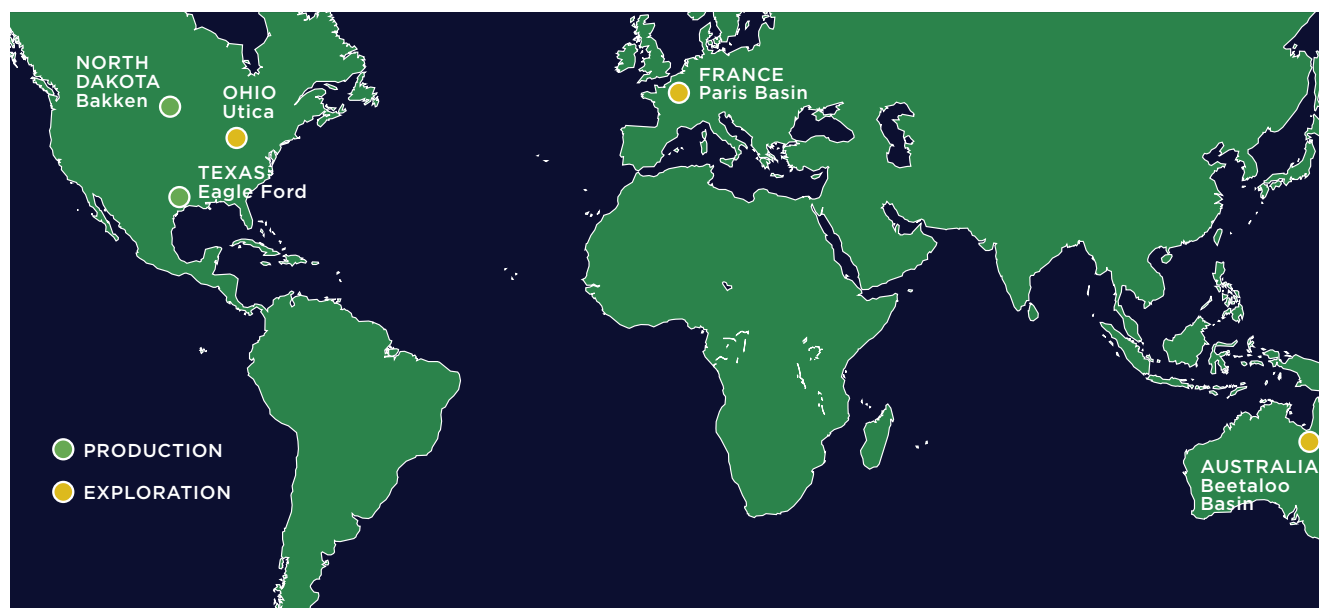 NORTH
DAKOTA
Bakken
OHIO
Utica
TEXAS
Eagle Ford
FRANCE
Paris Basin
PRODUCTION
EXPLORATION
AUSTRALIA
Beetaloo
Basin